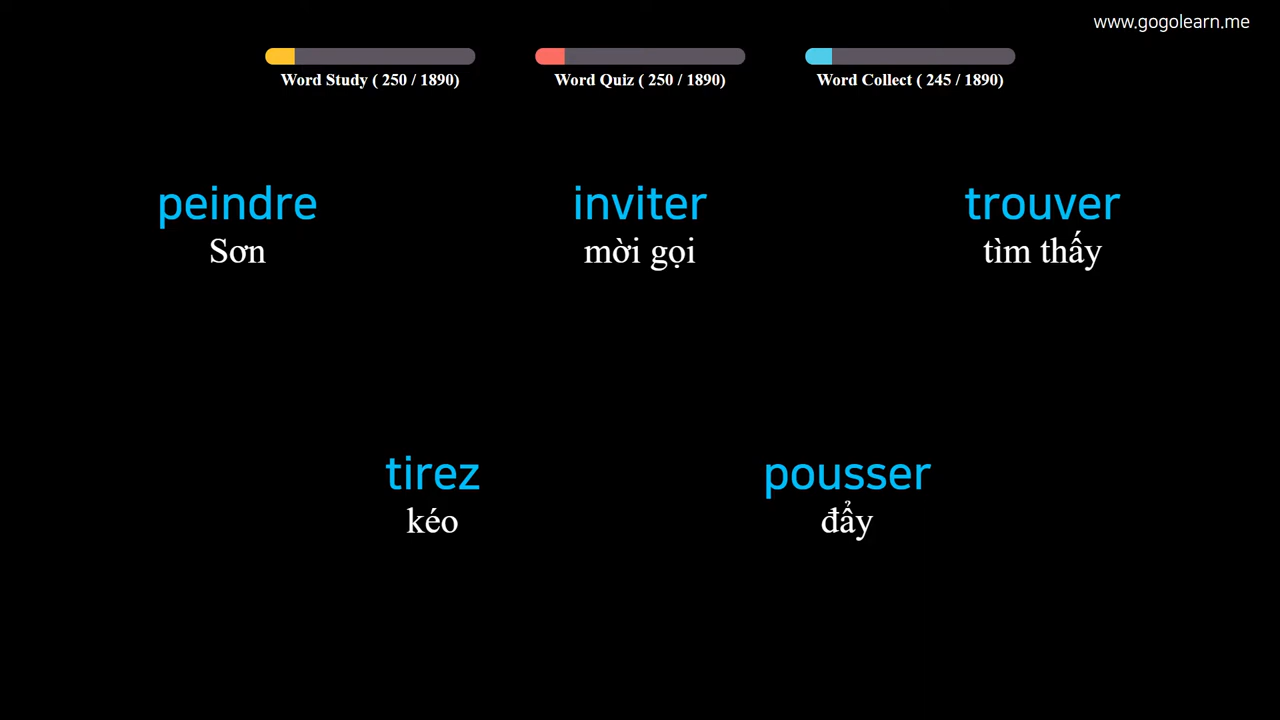 www.gogolearn.me
Word Study ( 250 / 1890)
Word Quiz ( 250 / 1890)
Word Collect ( 245 / 1890)
peindre
Sơn
inviter
mời gọi
trouver
tìm thấy
tirez
kéo
pousser
đẩy